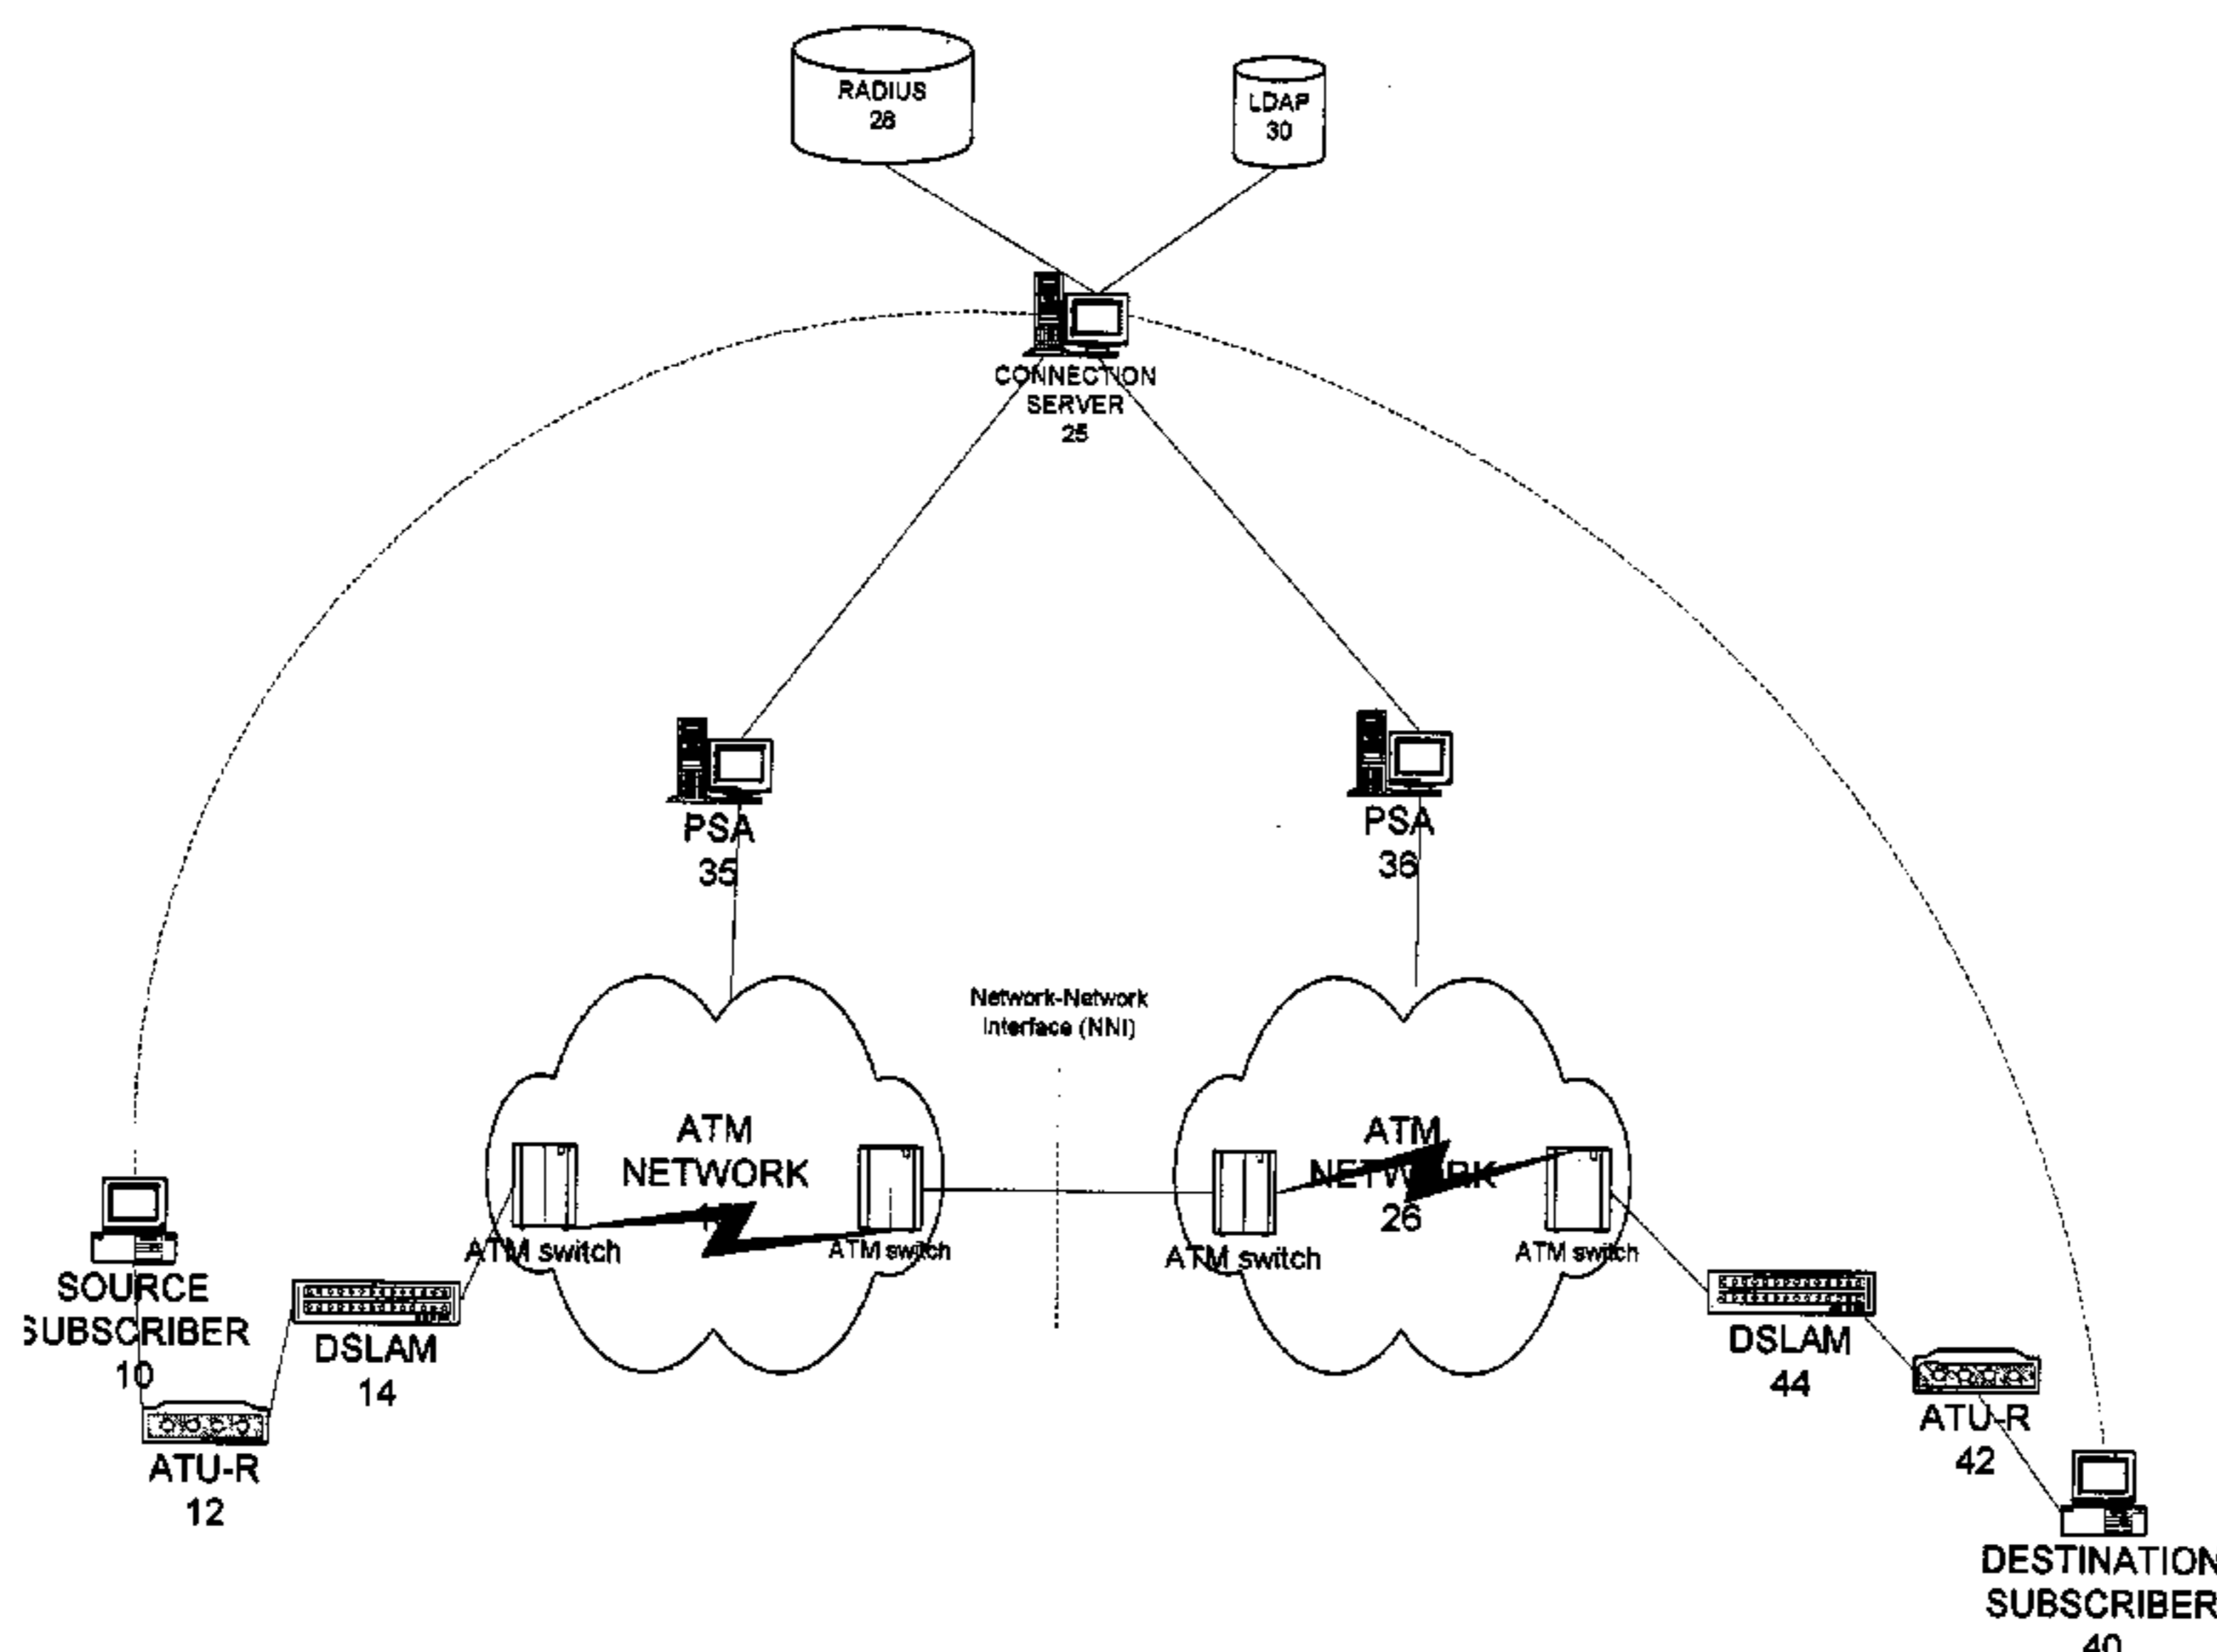 RADIUS
28
LDAP
30
CONNECTION
SERVER
25
PSA
35
PSA
36
Network-Network
Interface (NNI)
ATM
NETWORK
ATM switch
ATM switch
ATM
NETWORK
26
ATM switch
ATM switch
SOURCE
SUBSCRIBER
10
ATU-R
12
DSLAM
14
DSLAM
44
ATU-R
42
DESTINATION
SUBSCRIBER
40